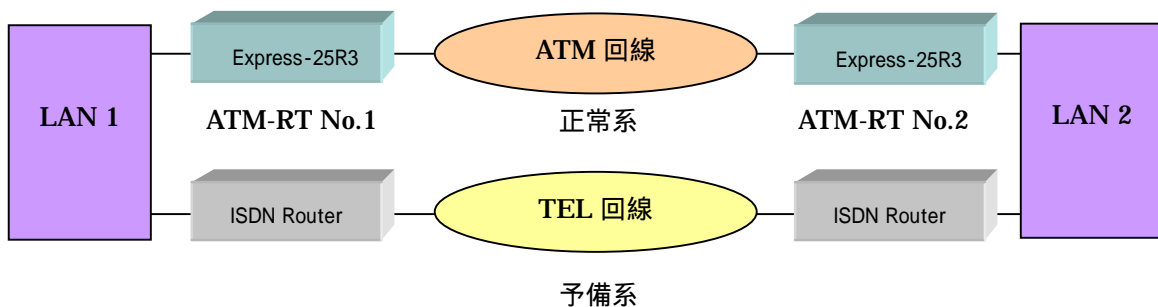 Express-25R3
ATM 回線
Express-25R3
LAN 1
ATM-RT No.1
正常系
ATM-RT No.2
LAN 2
ISDN Router
TEL 回線
ISDN Router
予備系